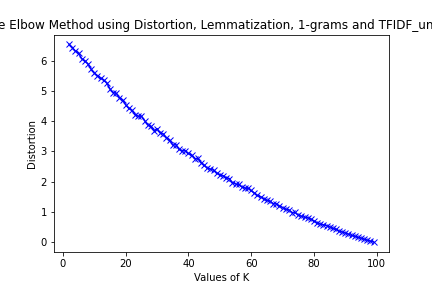 e Elbow Method using Distortion, Lemmatization, 1-grams and TFIDF_un
Distortion
6
5
4
3
2
1
0
0 20 40 60 80 100
Values of K